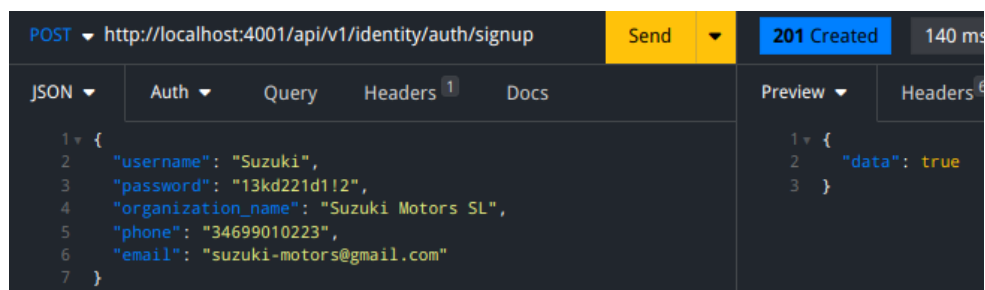 POST http://localhost:4001/api/v1/identity/auth/signup Send 201 Created 140 ms
JSON Auth Query Headers 1 Docs Preview Headers 6
1 {
2 "username": "Suzuki",
3 "password": "13kd221d1!2",
4 "organization_name": "Suzuki Motors SL",
5 "phone": "34699010223",
6 "email": "suzuki-motors@gmail.com"
7 }
1 {
2 "data": true
3 }